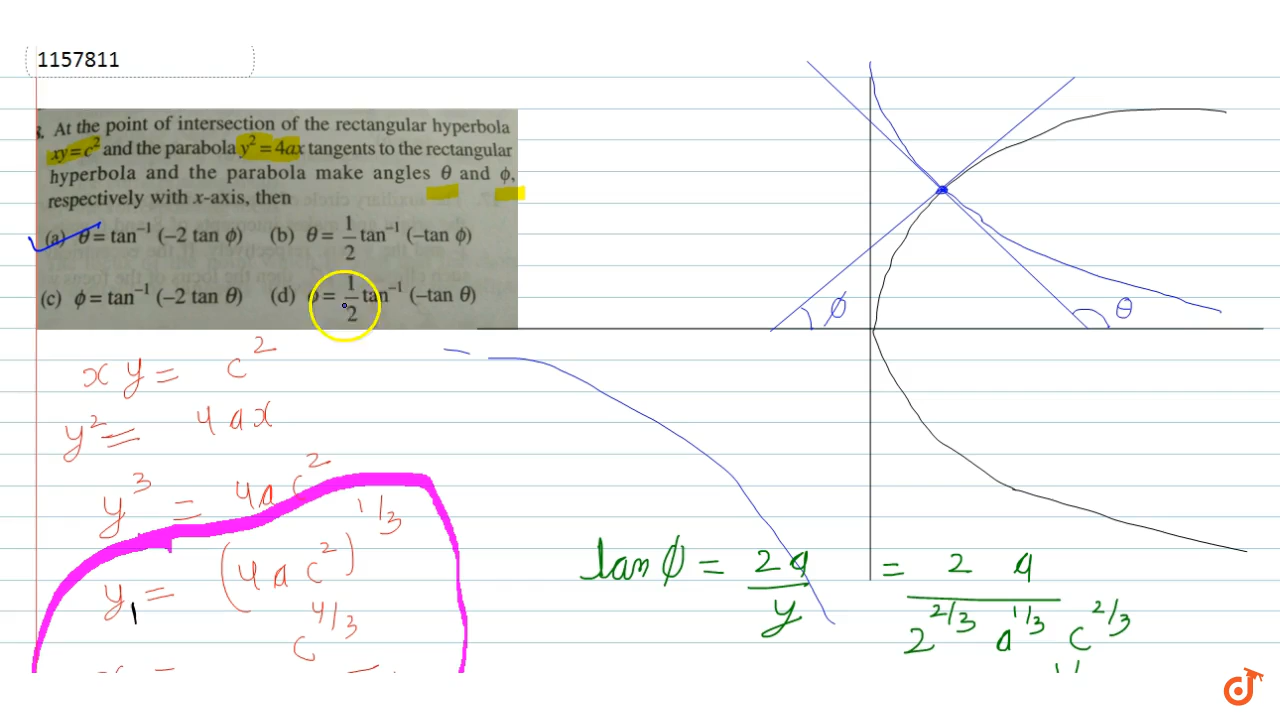 1157811
3. At the point of intersection of the rectangular hyperbola
xy = c² and the parabola y² = 4ax tangents to the rectangular
hyperbola and the parabola make angles θ and ϕ,
respectively with x-axis, then
(a) θ = tan⁻¹ (−2 tan ϕ) (b) θ = 1/2 tan⁻¹ (−tan ϕ)
(c) ϕ = tan⁻¹ (−2 tan θ) (d) ϕ = 1/2 tan⁻¹ (−tan θ)
ϕ θ
x y = c²
y² = 4ax
y³ = 4ac²
y₁ = (4ac²)^1/3
c^4/3
tan ϕ = 2a/y = 2a / 2^2/3 a^1/3 c^2/3